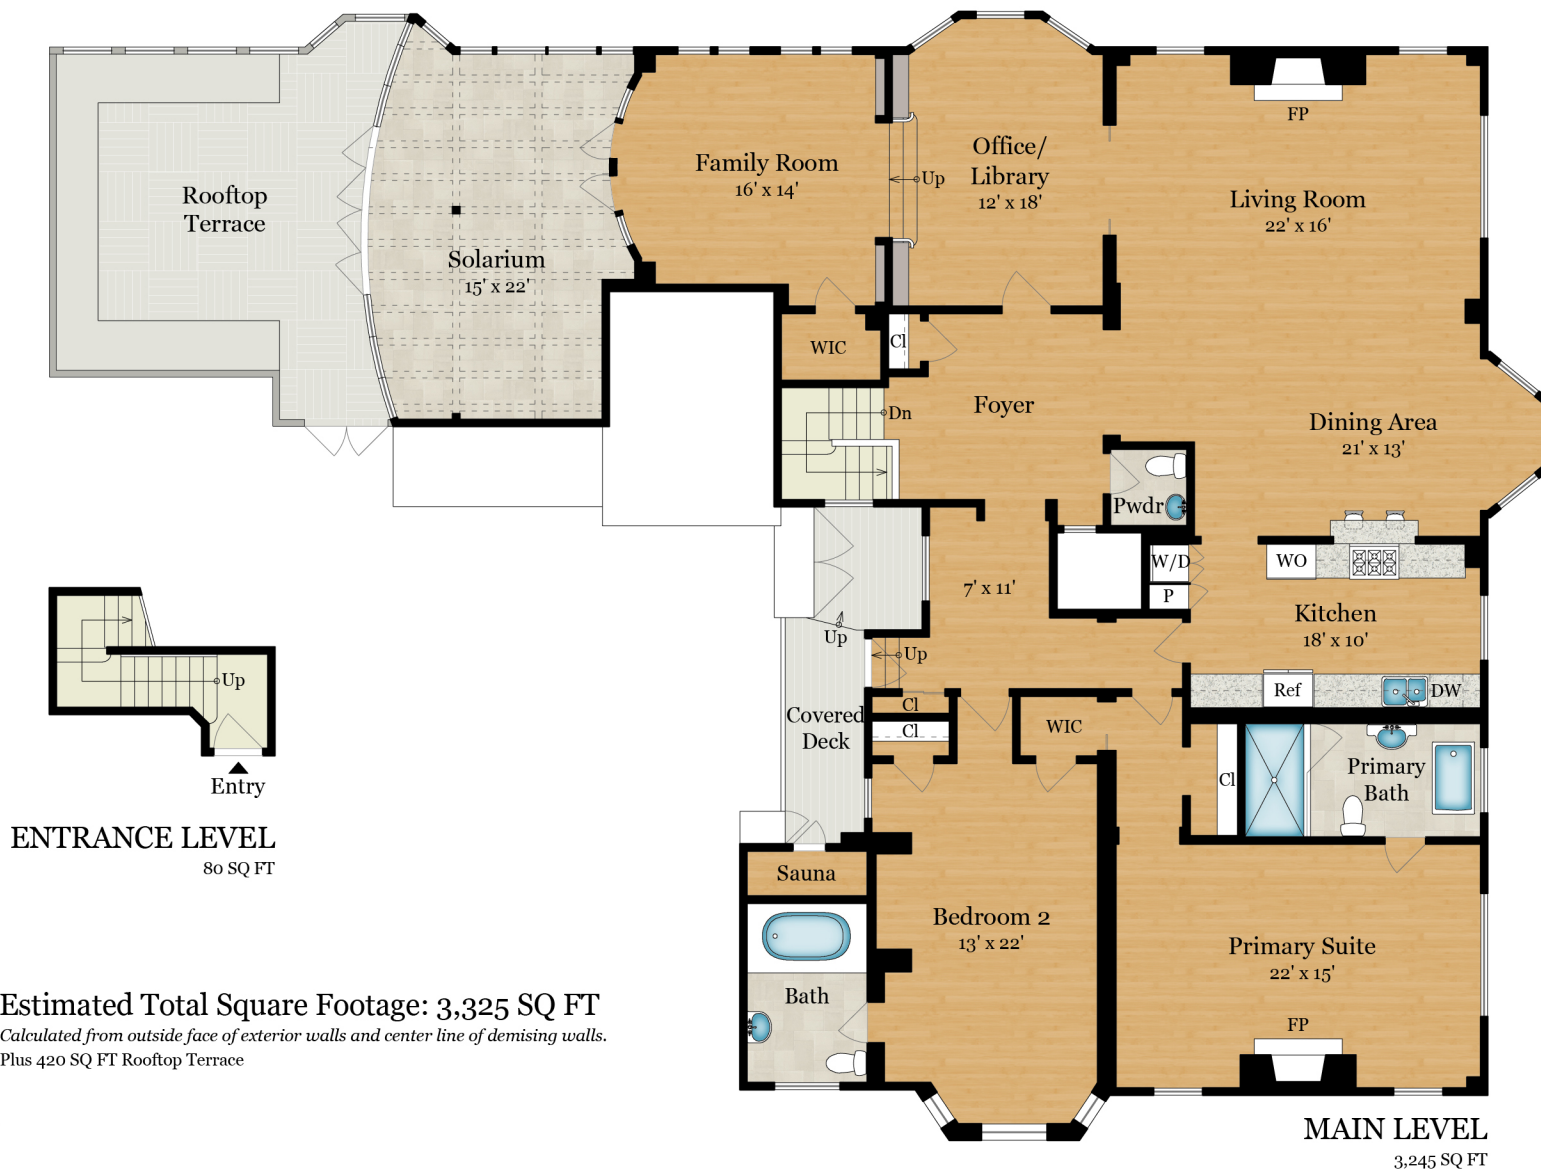 FP
Family Room
16' x 14'
Office/
Library
12' x 18'
Up
Living Room
22' x 16'
Rooftop
Terrace
Solarium
15' x 22'
WIC
Cl
Foyer
Dn
Dining Area
21' x 13'
Pwdr
W/D
P
WO
7' x 11'
Kitchen
18' x 10'
Up
Up
Ref
DW
Up
Cl
Covered
Deck
Cl
WIC
Cl
Primary
Bath
Entry
ENTRANCE LEVEL
80 SQ FT
Sauna
Bedroom 2
13' x 22'
Primary Suite
22' x 15'
Bath
FP
Estimated Total Square Footage: 3,325 SQ FT
Calculated from outside face of exterior walls and center line of demising walls.
Plus 420 SQ FT Rooftop Terrace
MAIN LEVEL
3,245 SQ FT